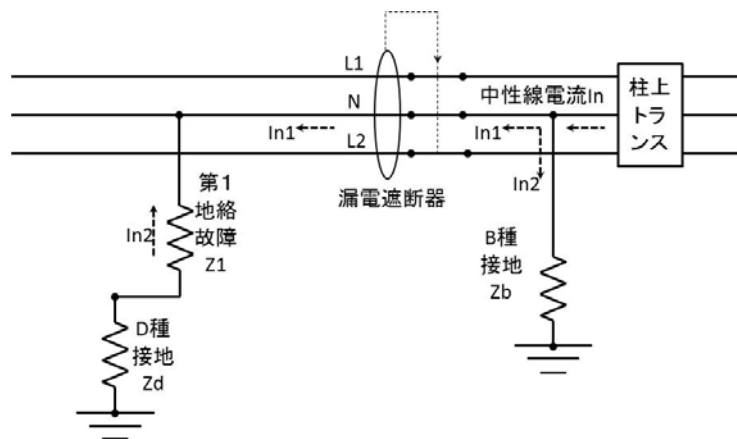 L1
N
L2
In1
中性線電流In
In1
In2
柱上
トラ
ンス
漏電遮断器
第1
地絡
故障
Z1
In2
D種
接地
Zd
B種
接地
Zb